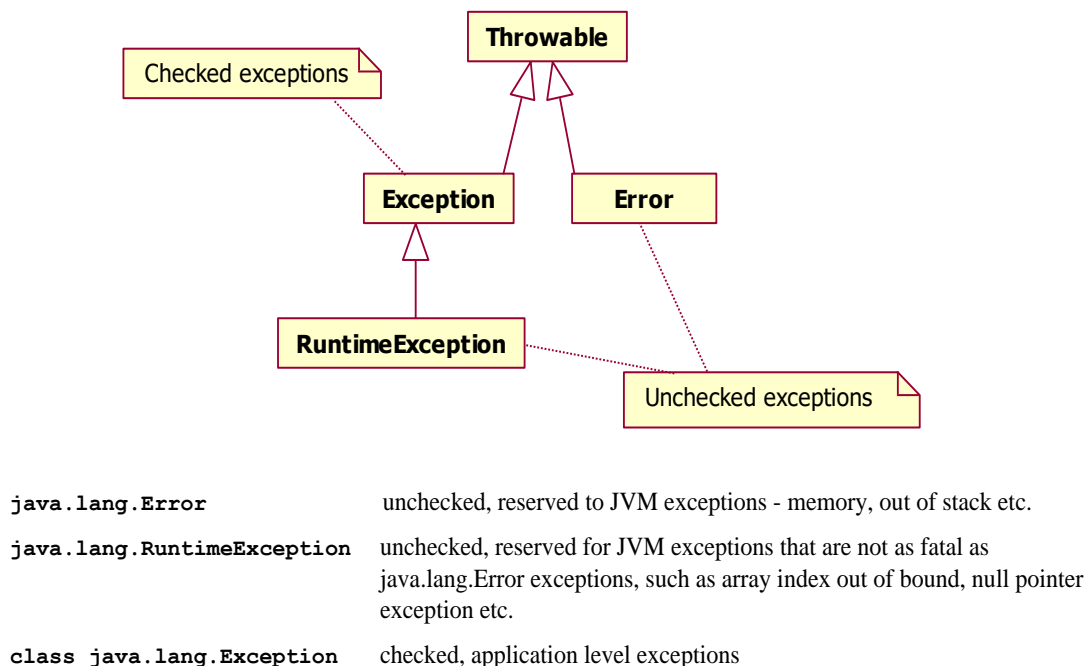 Throwable
Checked exceptions
Exception
Error
RuntimeException
Unchecked exceptions
java.lang.Error unchecked, reserved to JVM exceptions - memory, out of stack etc.
java.lang.RuntimeException unchecked, reserved for JVM exceptions that are not as fatal as
java.lang.Error exceptions, such as array index out of bound, null pointer
exception etc.
class java.lang.Exception checked, application level exceptions